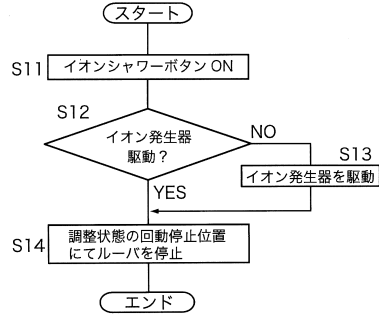 スタート
S11
イオンシャワーボタン ON
S12
イオン発生器
駆動？
NO
S13
イオン発生器を駆動
YES
S14
調整状態の回動停止位置
にてルーバを停止
エンド